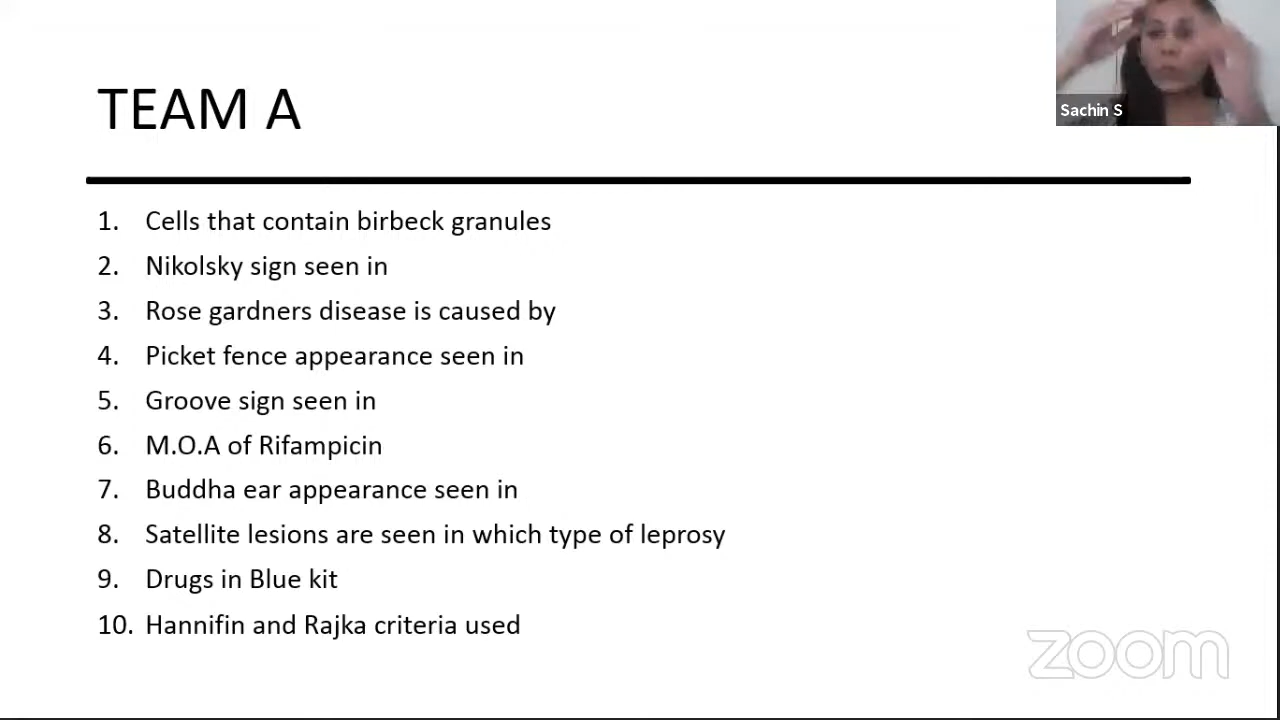 TEAM A
Sachin S
1. Cells that contain birbeck granules
2. Nikolsky sign seen in
3. Rose gardners disease is caused by
4. Picket fence appearance seen in
5. Groove sign seen in
6. M.O.A of Rifampicin
7. Buddha ear appearance seen in
8. Satellite lesions are seen in which type of leprosy
9. Drugs in Blue kit
10. Hannifin and Rajka criteria used
zoom